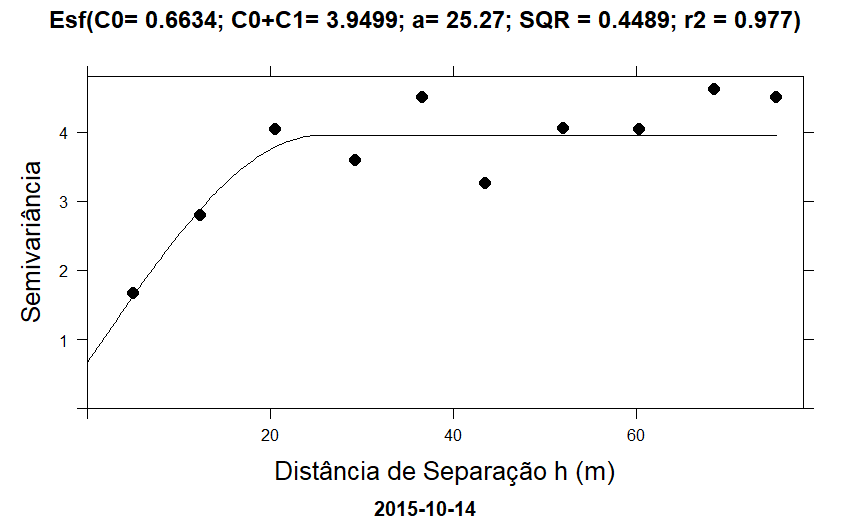 Esf(C0= 0.6634; C0+C1= 3.9499; a= 25.27; SQR = 0.4489; r2 = 0.977)
4
3
2
1
Semivariância
20 40 60
Distância de Separação h (m)
2015-10-14